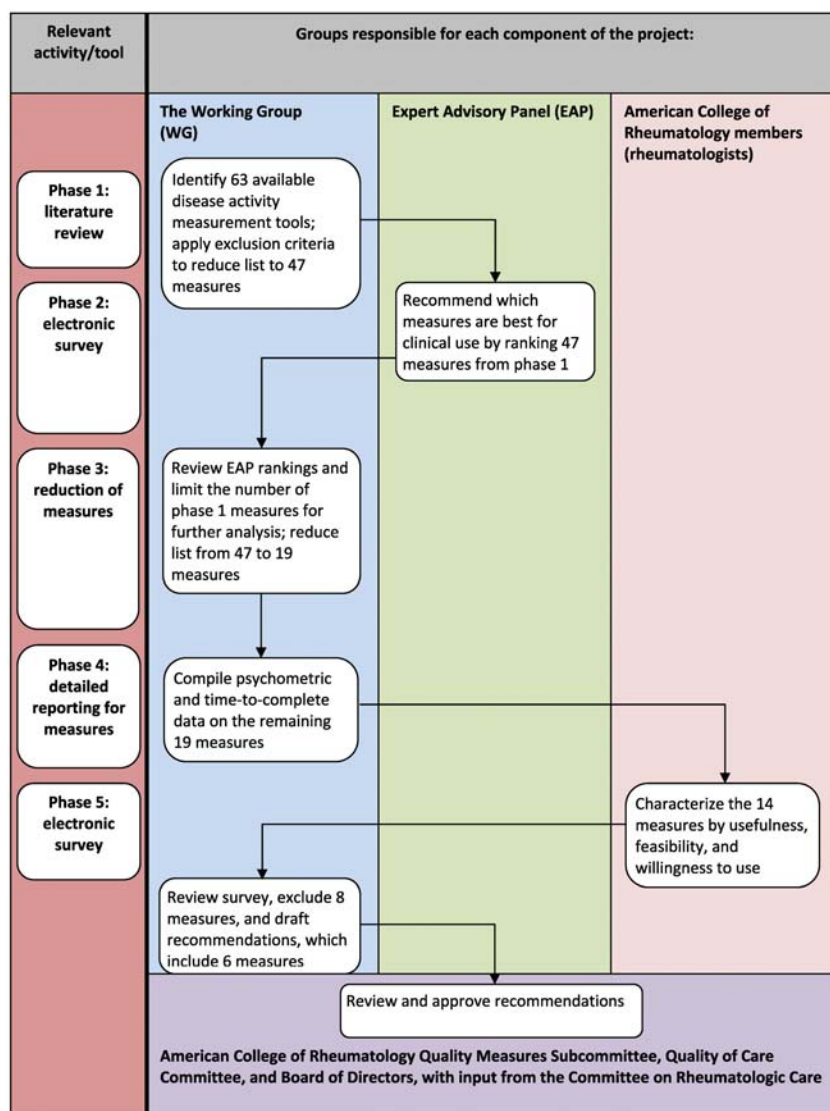 Relevant
activity/tool
Groups responsible for each component of the project:
The Working Group
(WG)
Expert Advisory Panel (EAP)
American College of
Rheumatology members
(rheumatologists)
Phase 1:
literature
review
Identify 63 available
disease activity
measurement tools;
apply exclusion criteria
to reduce list to 47
measures
Phase 2:
electronic
survey
Recommend which
measures are best for
clinical use by ranking 47
measures from phase 1
Phase 3:
reduction of
measures
Review EAP rankings and
limit the number of
phase 1 measures for
further analysis; reduce
list from 47 to 19
measures
Phase 4:
detailed
reporting for
measures
Compile psychometric
and time-to-complete
data on the remaining
19 measures
Phase 5:
electronic
survey
Characterize the 14
measures by usefulness,
feasibility, and
willingness to use
Review survey, exclude 8
measures, and draft
recommendations, which
include 6 measures
Review and approve recommendations
American College of Rheumatology Quality Measures Subcommittee, Quality of Care
Committee, and Board of Directors, with input from the Committee on Rheumatologic Care